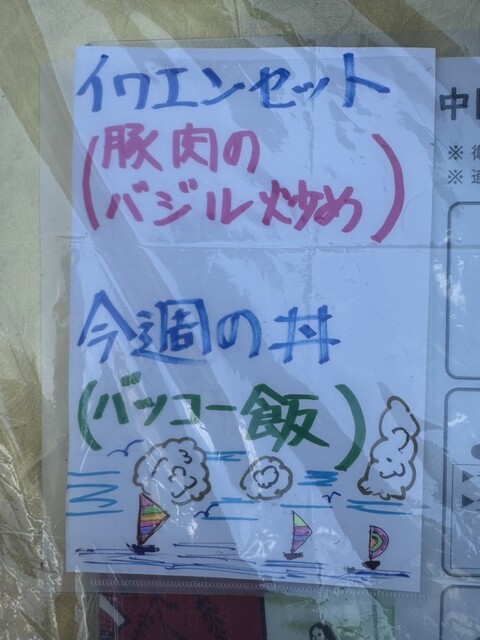 イワエンセット
(豚肉の
バジル炒め)
今週の丼
(バッコー飯)
中
※
※